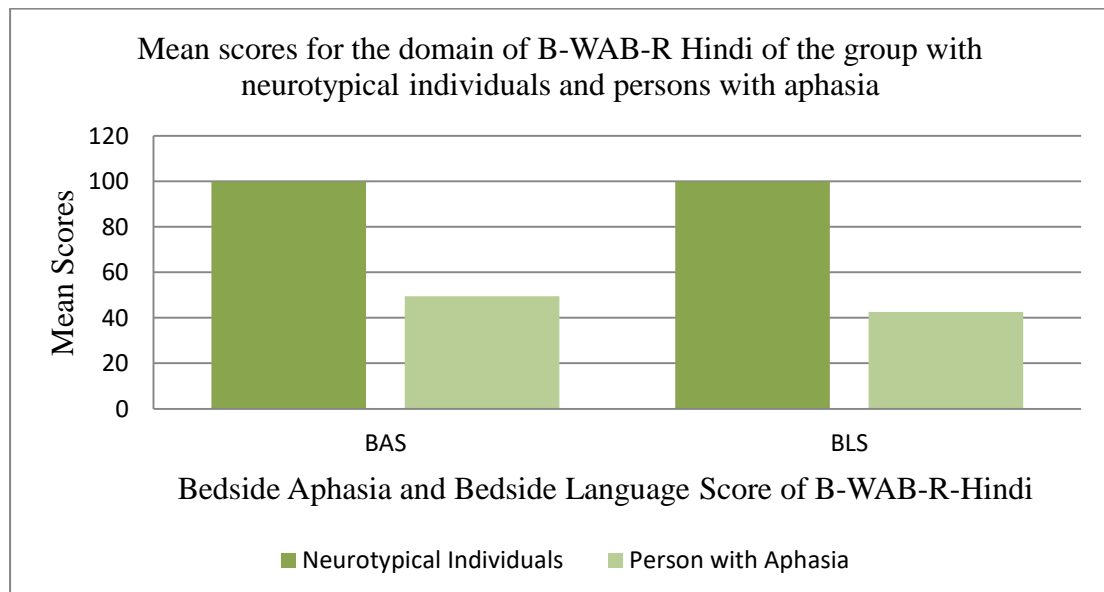 Mean scores for the domain of B-WAB-R Hindi of the group with
neurotypical individuals and persons with aphasia
Mean Scores
120
100
80
60
40
20
0
BAS
BLS
Bedside Aphasia and Bedside Language Score of B-WAB-R-Hindi
Neurotypical Individuals
Person with Aphasia